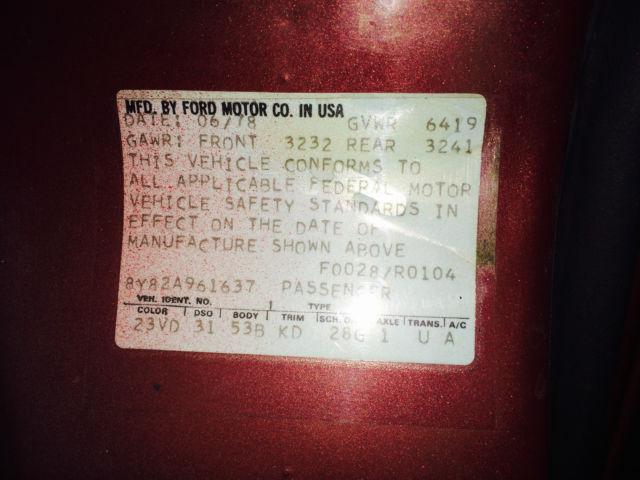 MFD. BY FORD MOTOR CO. IN USA
DATE: 06/78 GVWR 6419
GAWR: FRONT 3232 REAR 3241
THIS VEHICLE CONFORMS TO
ALL APPLICABLE FEDERAL MOTOR
VEHICLE SAFETY STANDARDS IN
EFFECT ON THE DATE OF
MANUFACTURE SHOWN ABOVE
F0028/R0104
8Y82A961637 PASSENGER
VEH. IDENT. NO. TYPE
COLOR DSO BODY TRIM AXLE TRANS. A/C
23VD 31 53B KD 28G 1 U A